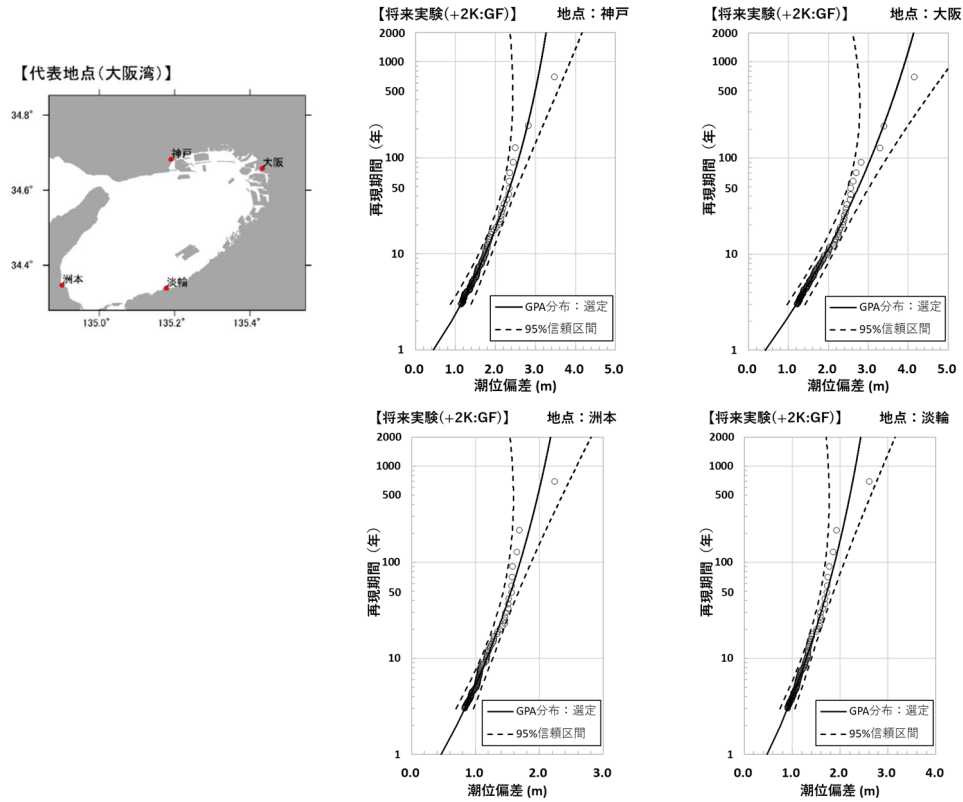 【代表地点(大阪湾)】
34.8°
34.6°
34.4°
135.0°
135.2°
135.4°
神戸
大阪
洲本
淡輪
【将来実験(+2K:GF)】 地点：神戸
再現期間（年）
2000
1000
500
100
50
10
1
GPA分布：選定
95%信頼区間
0.0 1.0 2.0 3.0 4.0 5.0
潮位偏差 (m)
【将来実験(+2K:GF)】 地点：大阪
再現期間（年）
2000
1000
500
100
50
10
1
GPA分布：選定
95%信頼区間
0.0 1.0 2.0 3.0 4.0 5.0
潮位偏差 (m)
【将来実験(+2K:GF)】 地点：洲本
再現期間（年）
2000
1000
500
100
50
10
1
GPA分布：選定
95%信頼区間
0.0 1.0 2.0 3.0
潮位偏差 (m)
【将来実験(+2K:GF)】 地点：淡輪
再現期間（年）
2000
1000
500
100
50
10
1
GPA分布：選定
95%信頼区間
0.0 1.0 2.0 3.0 4.0
潮位偏差 (m)